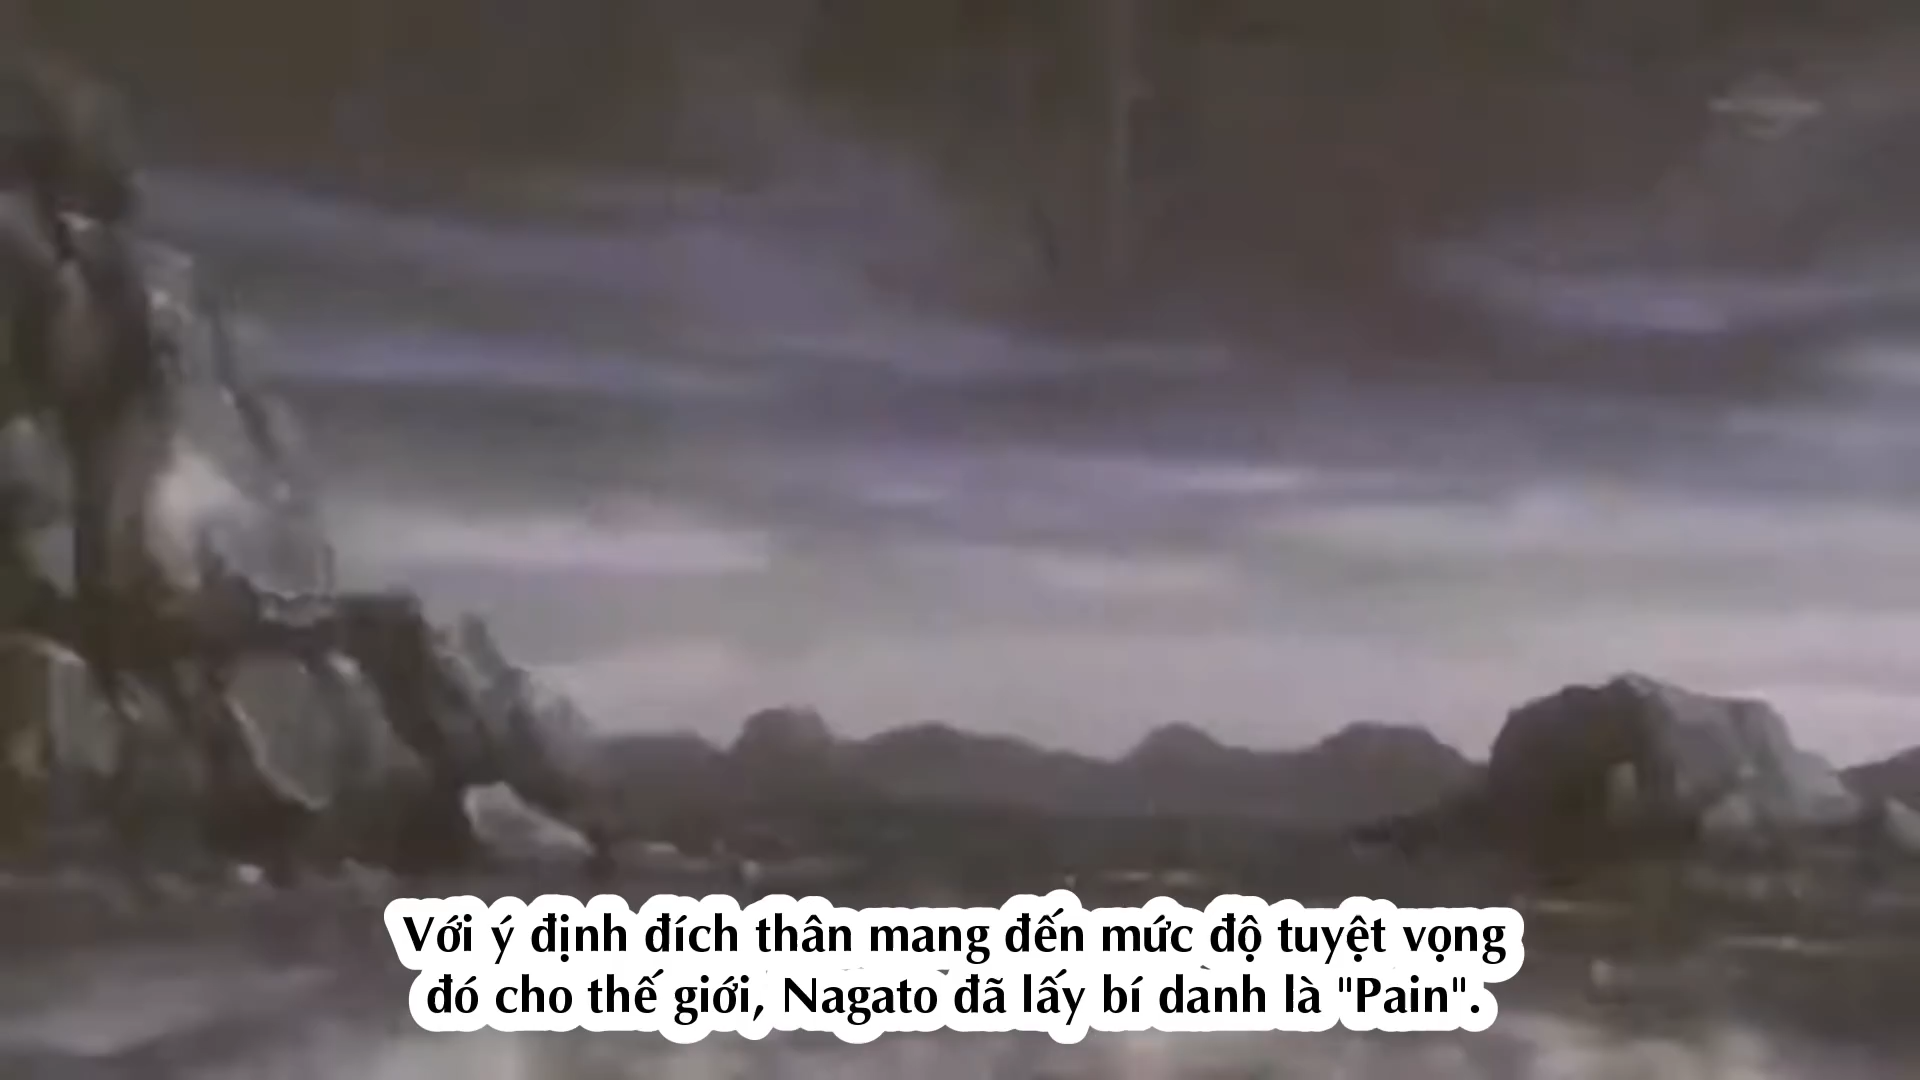 Với ý định đích thân mang đến mức độ tuyệt vọng
đó cho thế giới, Nagato đã lấy bí danh là "Pain".